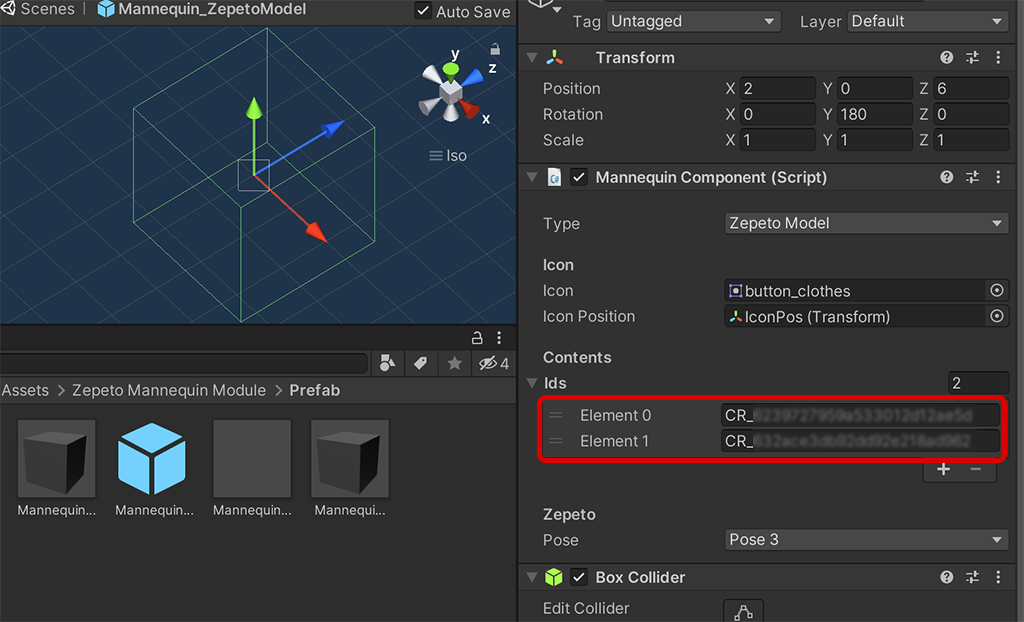 Scenes
Mannequin_ZepetoModel
Auto Save
y
z
x
Iso
4
Assets > Zepeto Mannequin Module > Prefab
Mannequin...
Mannequin...
Mannequin...
Mannequi...
Tag Untagged Layer Default
Transform
Position X 2 Y 0 Z 6
Rotation X 0 Y 180 Z 0
Scale X 1 Y 1 Z 1
Mannequin Component (Script)
Type Zepeto Model
Icon
Icon button_clothes
Icon Position IconPos (Transform)
Contents
Ids 2
Element 0 CR_
Element 1 CR_
Zepeto
Pose Pose 3
Box Collider
Edit Collider